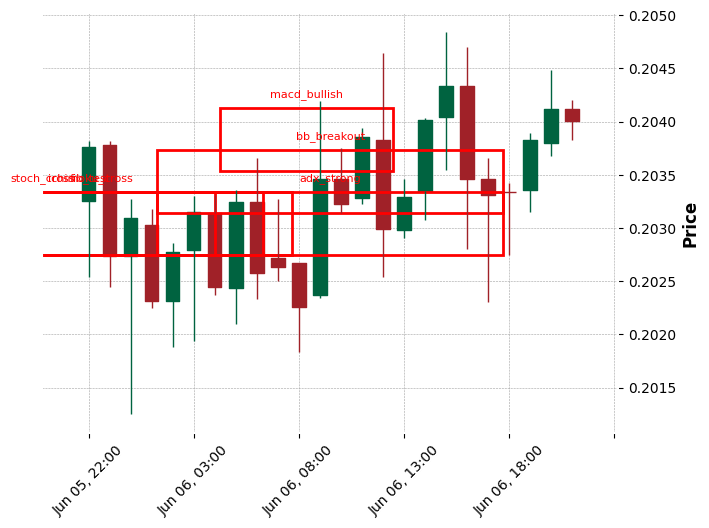 0.2050
0.2045
macd_bullish
0.2040
bb_breakout
0.2035
adx_strong
0.2030
0.2025
0.2020
0.2015
Price
Jun 05, 22:00
Jun 06, 03:00
Jun 06, 08:00
Jun 06, 13:00
Jun 06, 18:00